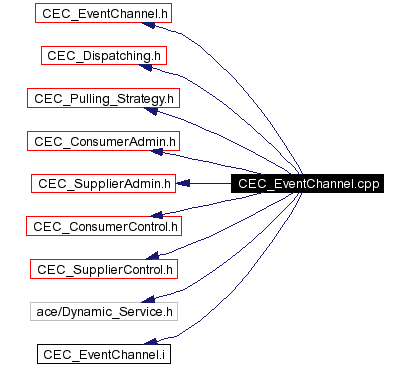 CEC_EventChannel.h
CEC_Dispatching.h
CEC_Pulling_Strategy.h
CEC_ConsumerAdmin.h
CEC_SupplierAdmin.h
CEC_EventChannel.cpp
CEC_ConsumerControl.h
CEC_SupplierControl.h
ace/Dynamic_Service.h
CEC_EventChannel.i